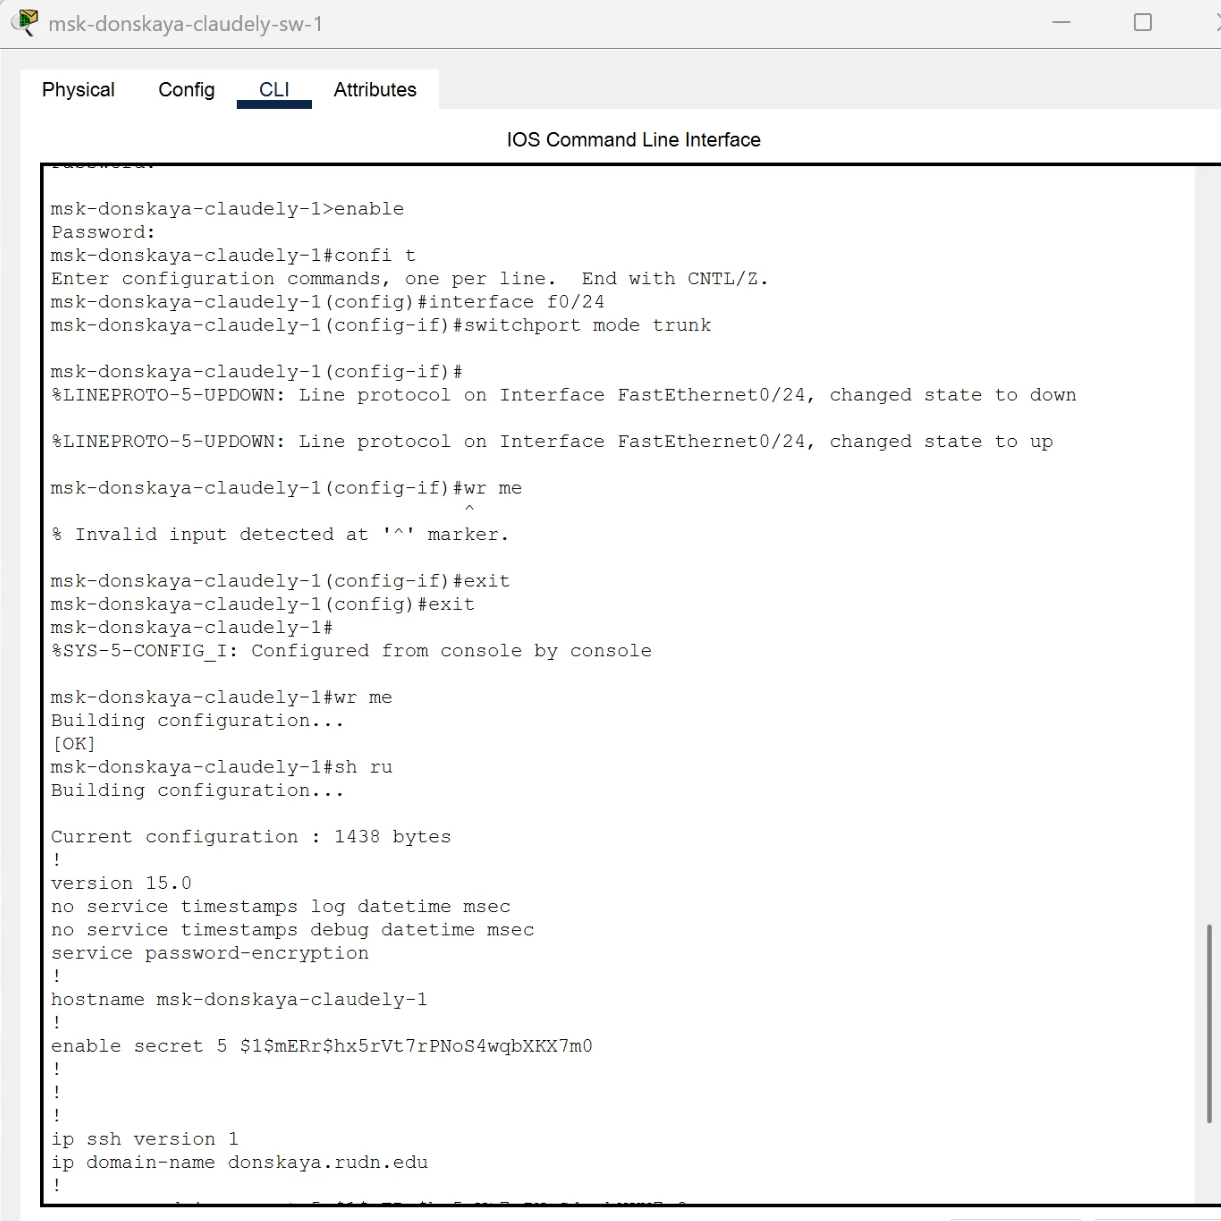 msk-donskaya-claudely-sw-1
Physical Config CLI Attributes
IOS Command Line Interface
msk-donskaya-claudely-1>enable
Password:
msk-donskaya-claudely-1#confi t
Enter configuration commands, one per line.  End with CNTL/Z.
msk-donskaya-claudely-1(config)#interface f0/24
msk-donskaya-claudely-1(config-if)#switchport mode trunk
msk-donskaya-claudely-1(config-if)#
%LINEPROTO-5-UPDOWN: Line protocol on Interface FastEthernet0/24, changed state to down
%LINEPROTO-5-UPDOWN: Line protocol on Interface FastEthernet0/24, changed state to up
msk-donskaya-claudely-1(config-if)#wr me
^
% Invalid input detected at '^' marker.
msk-donskaya-claudely-1(config-if)#exit
msk-donskaya-claudely-1(config)#exit
msk-donskaya-claudely-1#
%SYS-5-CONFIG_I: Configured from console by console
msk-donskaya-claudely-1#wr me
Building configuration...
[OK]
msk-donskaya-claudely-1#sh ru
Building configuration...
Current configuration : 1438 bytes
!
version 15.0
no service timestamps log datetime msec
no service timestamps debug datetime msec
service password-encryption
!
hostname msk-donskaya-claudely-1
!
enable secret 5 $1$mERr$hx5rVt7rPNoS4wqbXKX7m0
!
!
!
ip ssh version 1
ip domain-name donskaya.rudn.edu
!